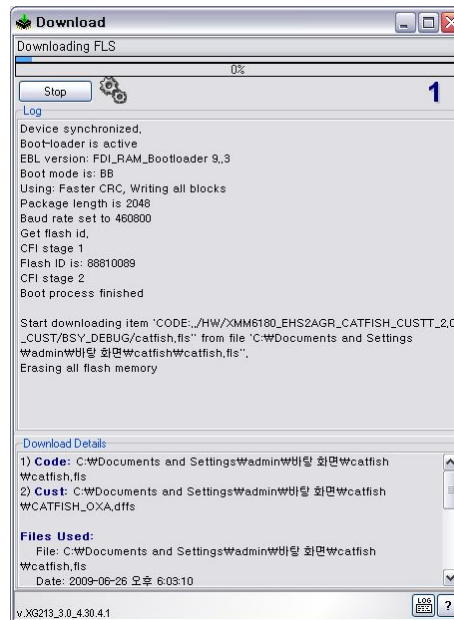 Download
Downloading FLS
0%
Stop
1
Log
Device synchronized,
Boot-loader is active
EBL version: FDI_RAM_Bootloader 9,,3
Boot mode is: BB
Using: Faster CRC, Writing all blocks
Package length is 2048
Baud rate set to 460800
Get flash id,
CFI stage 1
Flash ID is: 88810089
CFI stage 2
Boot process finished
Start downloading item 'CODE:,,/HW/XMM6180_EHS2AGR_CATFISH_CUSTT_2,0
_CUST/BSY_DEBUG/catfish,fls'' from file 'C:₩Documents and Settings
₩admin₩바탕 화면₩catfish₩catfish,fls'',
Erasing all flash memory
Download Details
1) Code: C:₩Documents and Settings₩admin₩바탕 화면₩catfish
₩catfish,fls
2) Cust: C:₩Documents and Settings₩admin₩바탕 화면₩catfish
₩CATFISH_OXA,dffs
Files Used:
File: C:₩Documents and Settings₩admin₩바탕 화면₩catfish
₩catfish,fls
Date: 2009-06-26 오후 6:03:10
v.XG213_3.0_4.30.4.1
LOG
?